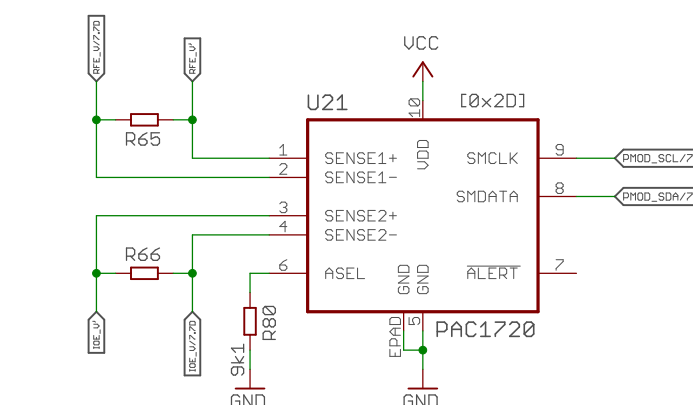 RFE_V/7.7D
RFE_V'
VCC
U21
[0x2D]
10
R65
1
SENSE1+
VDD
SMCLK
9
PMOD_SCL/7
2
SENSE1-
3
SENSE2+
SMDATA
8
PMOD_SDA/7
4
SENSE2-
R66
6
ASEL
GND
GND
ALERT
7
IOE_V'
IOE_V/7.7D
R80
9k1
EPAD
5
PAC1720
GND
GND